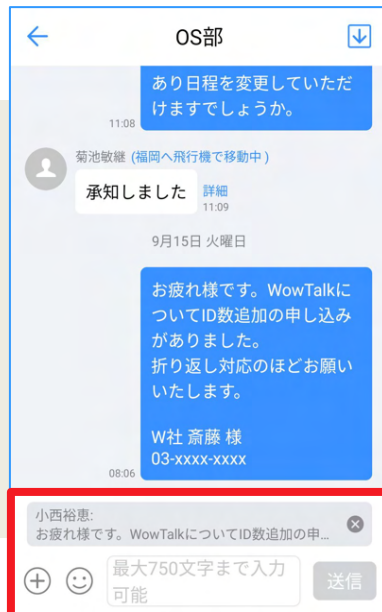 OS部
あり日程を変更していただ
けますでしょうか。
11:08
菊池敏継 (福岡へ飛行機で移動中 )
承知しました 詳細
11:09
9月15日 火曜日
お疲れ様です。WowTalkに
ついてID数追加の申し込み
がありました。
折り返し対応のほどお願い
いたします。
W社 斎藤 様
03-xxxx-xxxx
08:06
小西裕恵:
お疲れ様です。WowTalkについてID数追加の申...
最大750文字まで入力
可能
送信